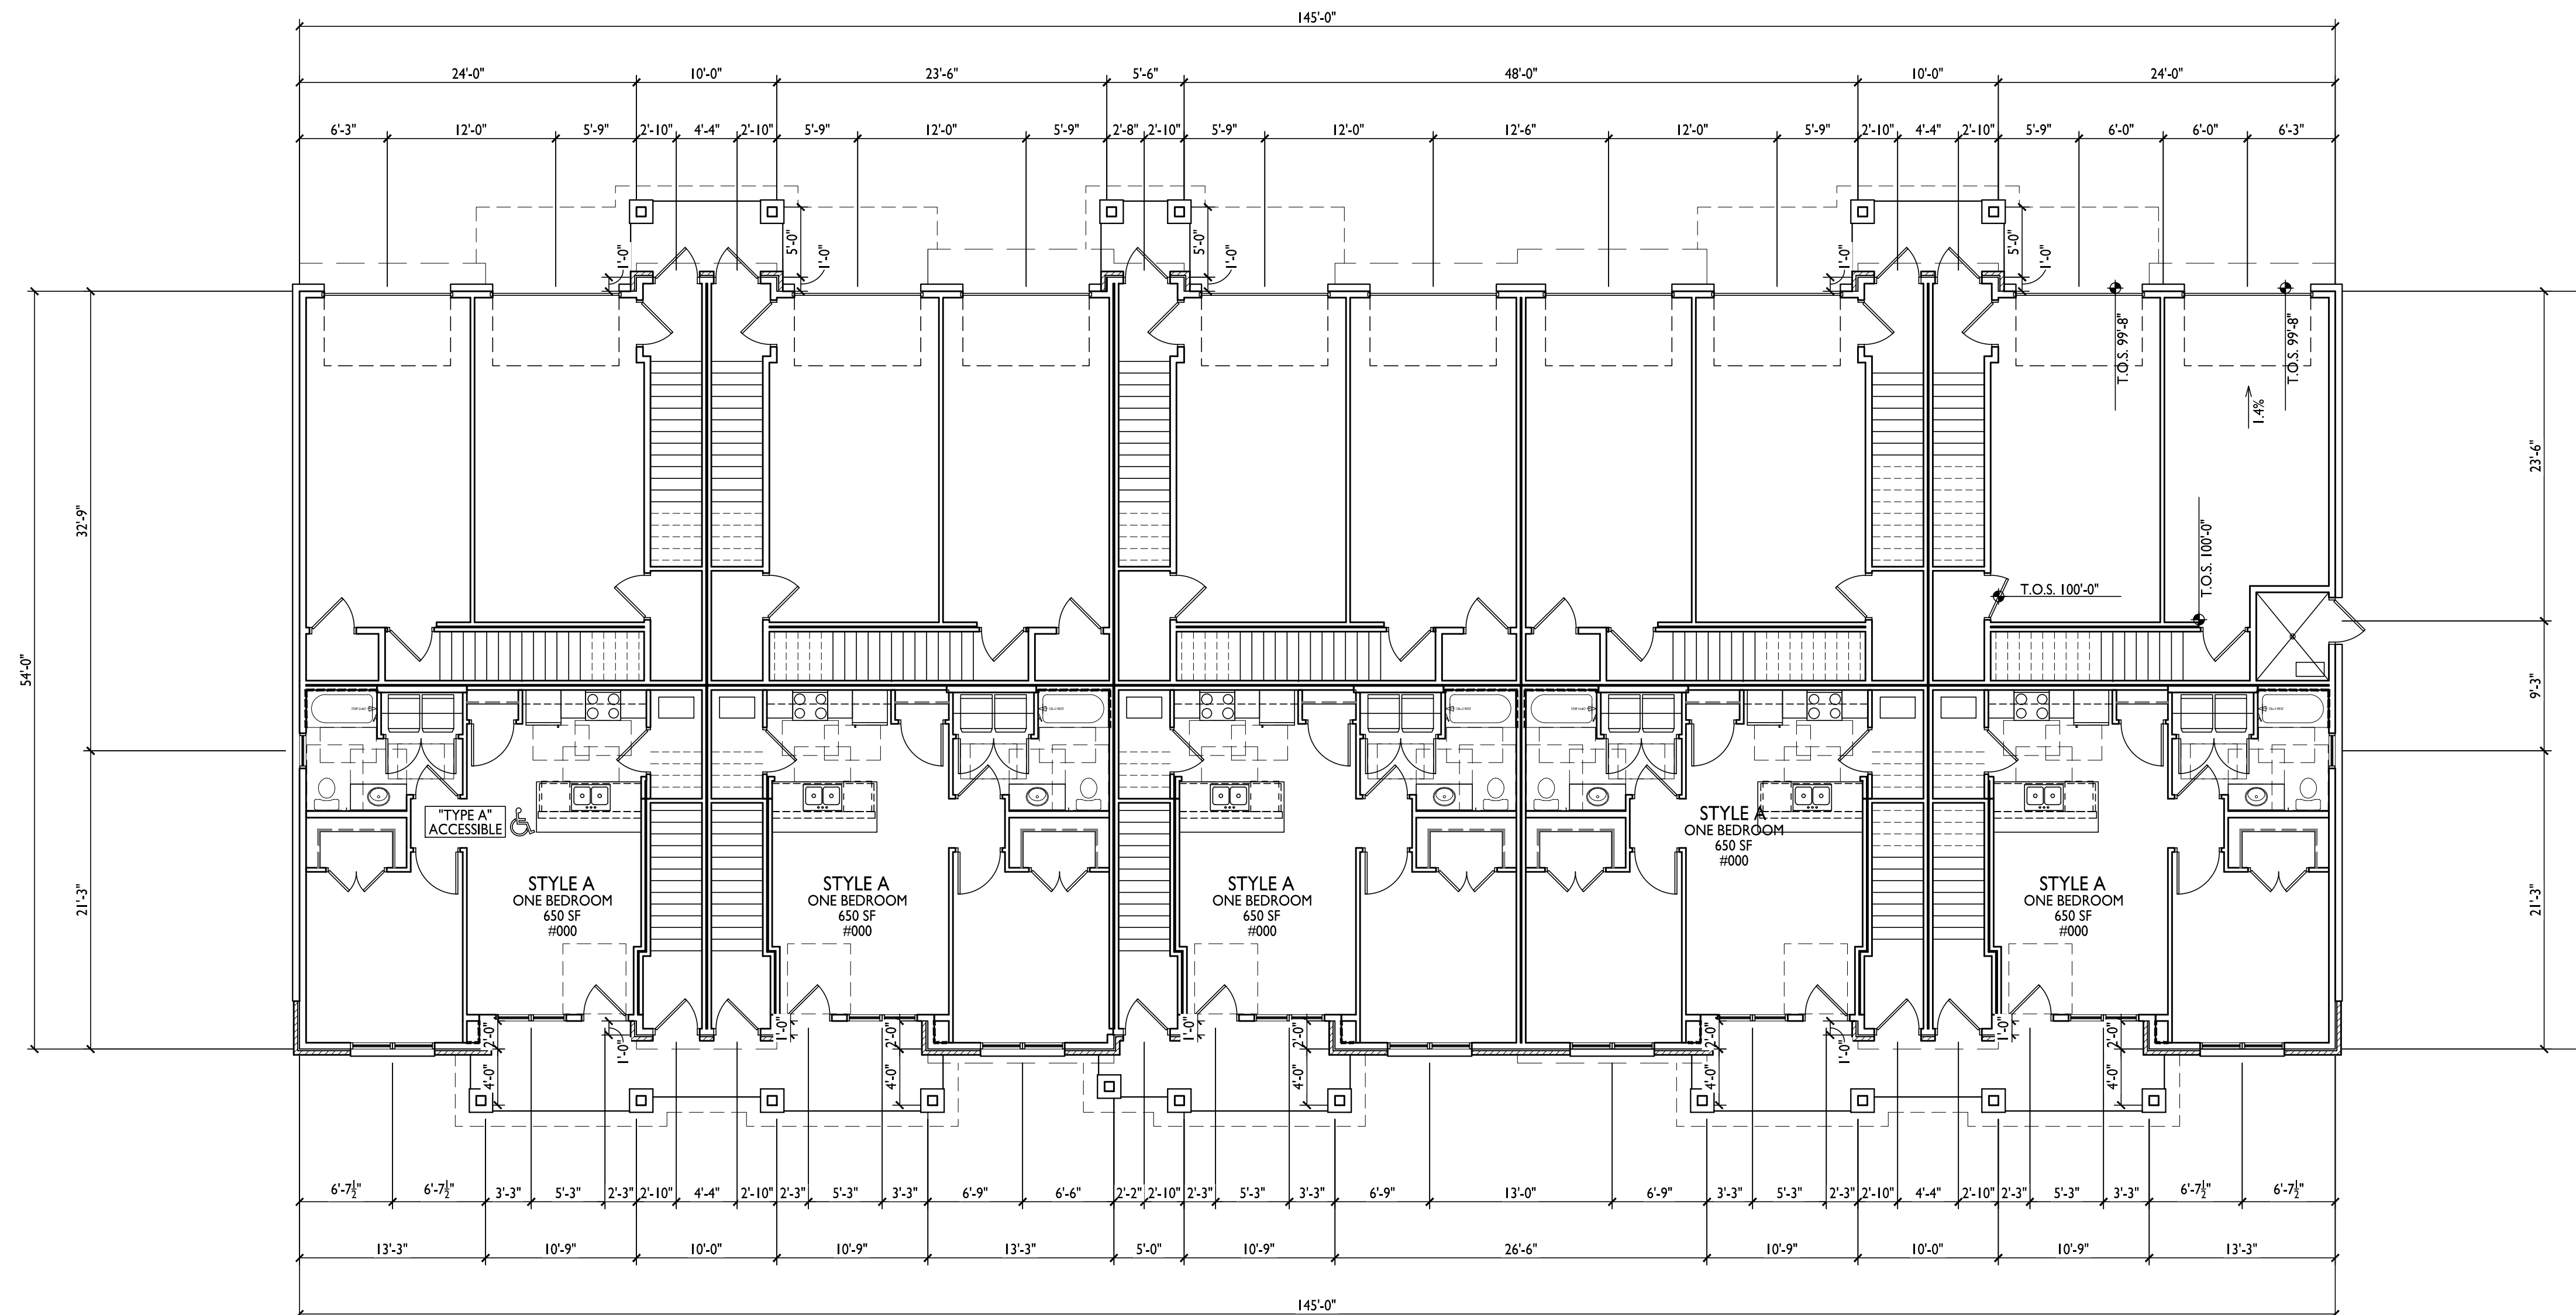 145'-0"
24'-0" 10'-0" 23'-6" 5'-6" 48'-0" 10'-0" 24'-0"
6'-3" 12'-0" 5'-9" 2'-10" 4'-4" 2'-10" 5'-9" 12'-0" 5'-9" 2'-8" 2'-10" 5'-9" 12'-0" 12'-6" 12'-0" 5'-9" 2'-10" 4'-4" 2'-10" 5'-9" 6'-0" 6'-0" 6'-3"
1'-0" 5'-0" 1'-0" 5'-0" 1'-0" 1'-0" 5'-0" 1'-0"
T.O.S. 99'-8" T.O.S. 99'-8"
1.4%
32'-9" 23'-6"
T.O.S. 100'-0"
T.O.S. 100'-0"
54'-0" 9'-3"
"TYPE A"
ACCESSIBLE
STYLE A
ONE BEDROOM
650 SF
#000
21'-3" 21'-3"
STYLE A
ONE BEDROOM
650 SF
#000
STYLE A
ONE BEDROOM
650 SF
#000
STYLE A
ONE BEDROOM
650 SF
#000
STYLE A
ONE BEDROOM
650 SF
#000
2'-0" 1'-0" 1'-0" 2'-0" 1'-0" 2'-0" 2'-0" 1'-0" 1'-0" 2'-0"
4'-0" 4'-0" 4'-0" 4'-0" 4'-0"
6'-7½" 6'-7½" 3'-3" 5'-3" 2'-3" 2'-10" 4'-4" 2'-10" 2'-3" 5'-3" 3'-3" 6'-9" 6'-6" 2'-2" 2'-10" 2'-3" 5'-3" 3'-3" 6'-9" 13'-0" 6'-9" 3'-3" 5'-3" 2'-3" 2'-10" 4'-4" 2'-10" 2'-3" 5'-3" 3'-3" 6'-7½" 6'-7½"
13'-3" 10'-9" 10'-0" 10'-9" 13'-3" 5'-0" 10'-9" 26'-6" 10'-9" 10'-0" 10'-9" 13'-3"
145'-0"